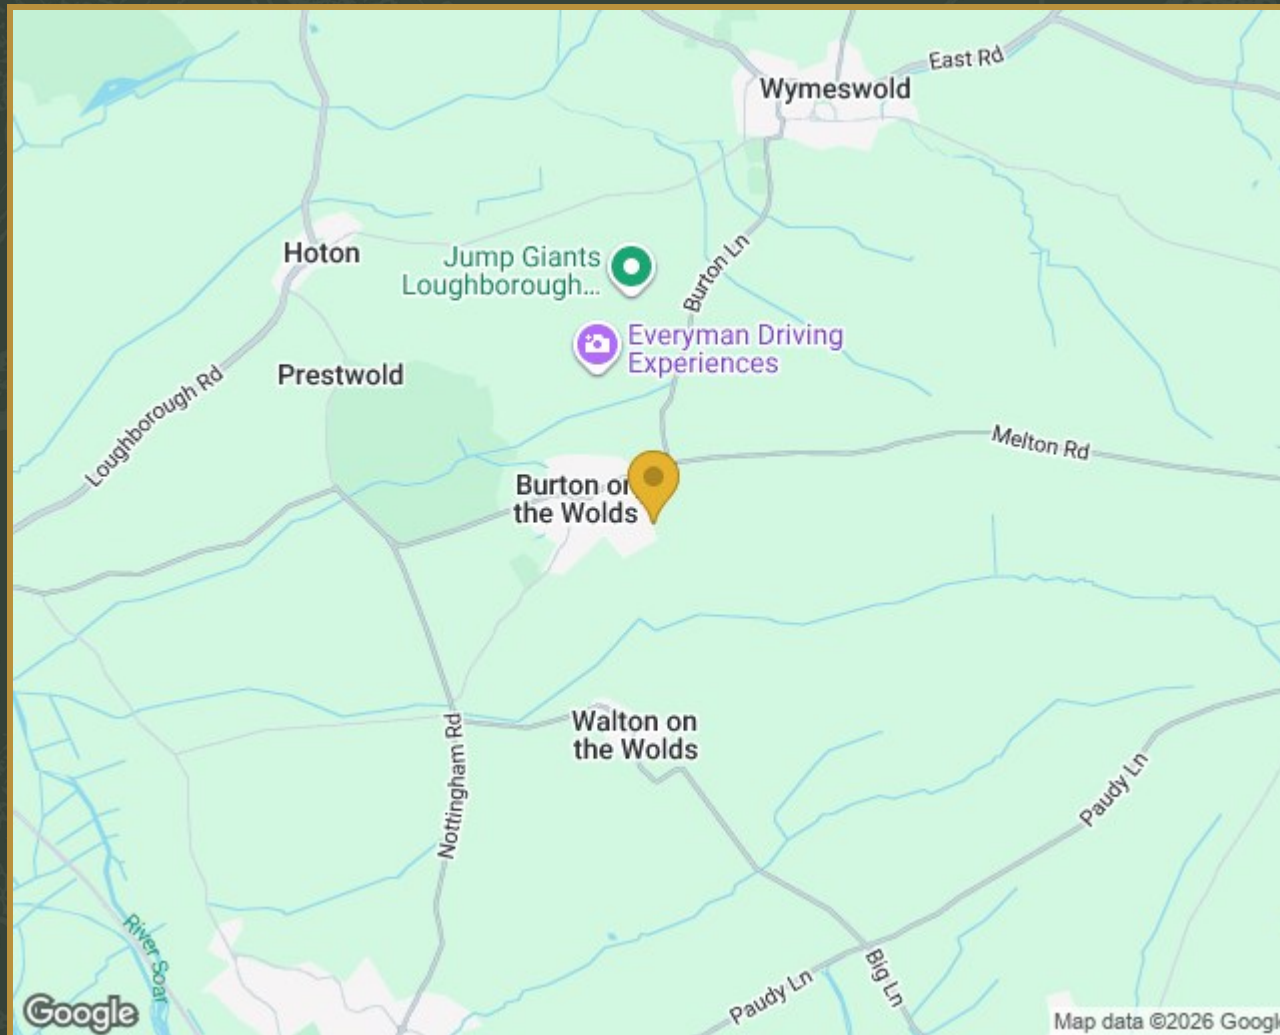 East Rd
Wymeswold
Hoton
Jump Giants
Loughborough...
Burton Ln
Everyman Driving
Experiences
Prestwold
Loughborough Rd
Melton Rd
Burton on
the Wolds
Walton on
the Wolds
Nottingham Rd
Paudy Ln
River Soar
Big Ln
Paudy Ln
Google
Map data ©2026 Googl